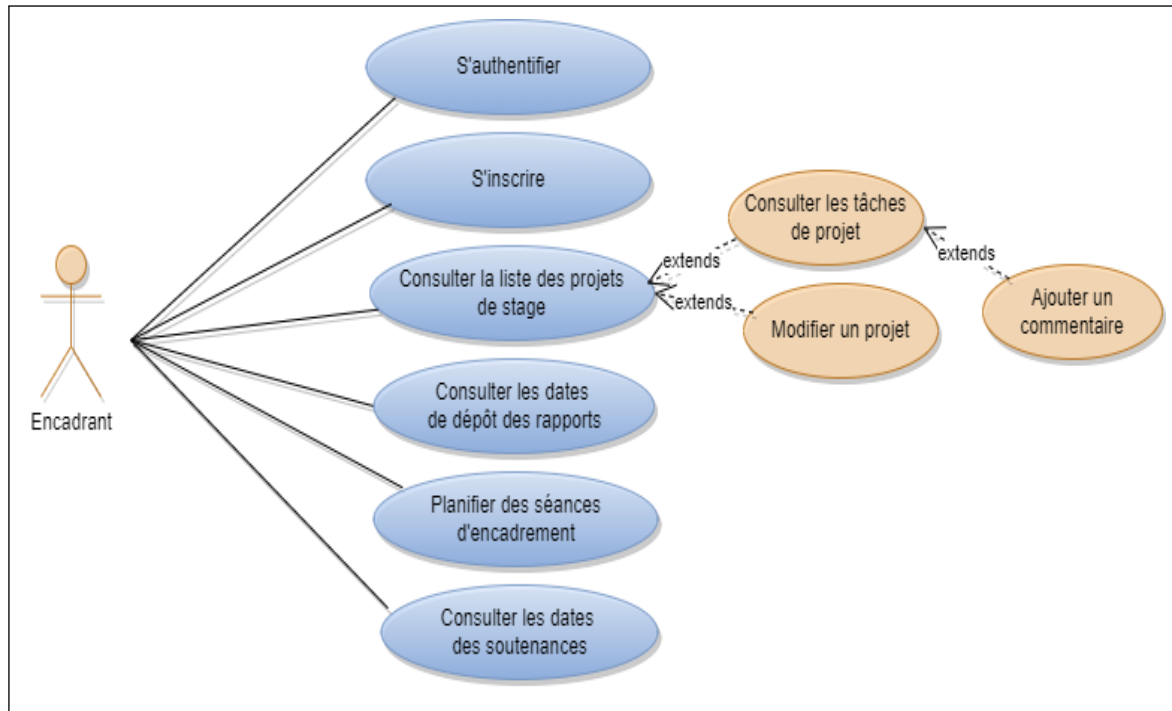 S'authentifier
S'inscrire
Consulter les tâches
de projet
extends
extends
Consulter la liste des projets
de stage
Ajouter un
commentaire
extends
Modifier un projet
Encadrant
Consulter les dates
de dépôt des rapports
Planifier des séances
d'encadrement
Consulter les dates
des soutenances